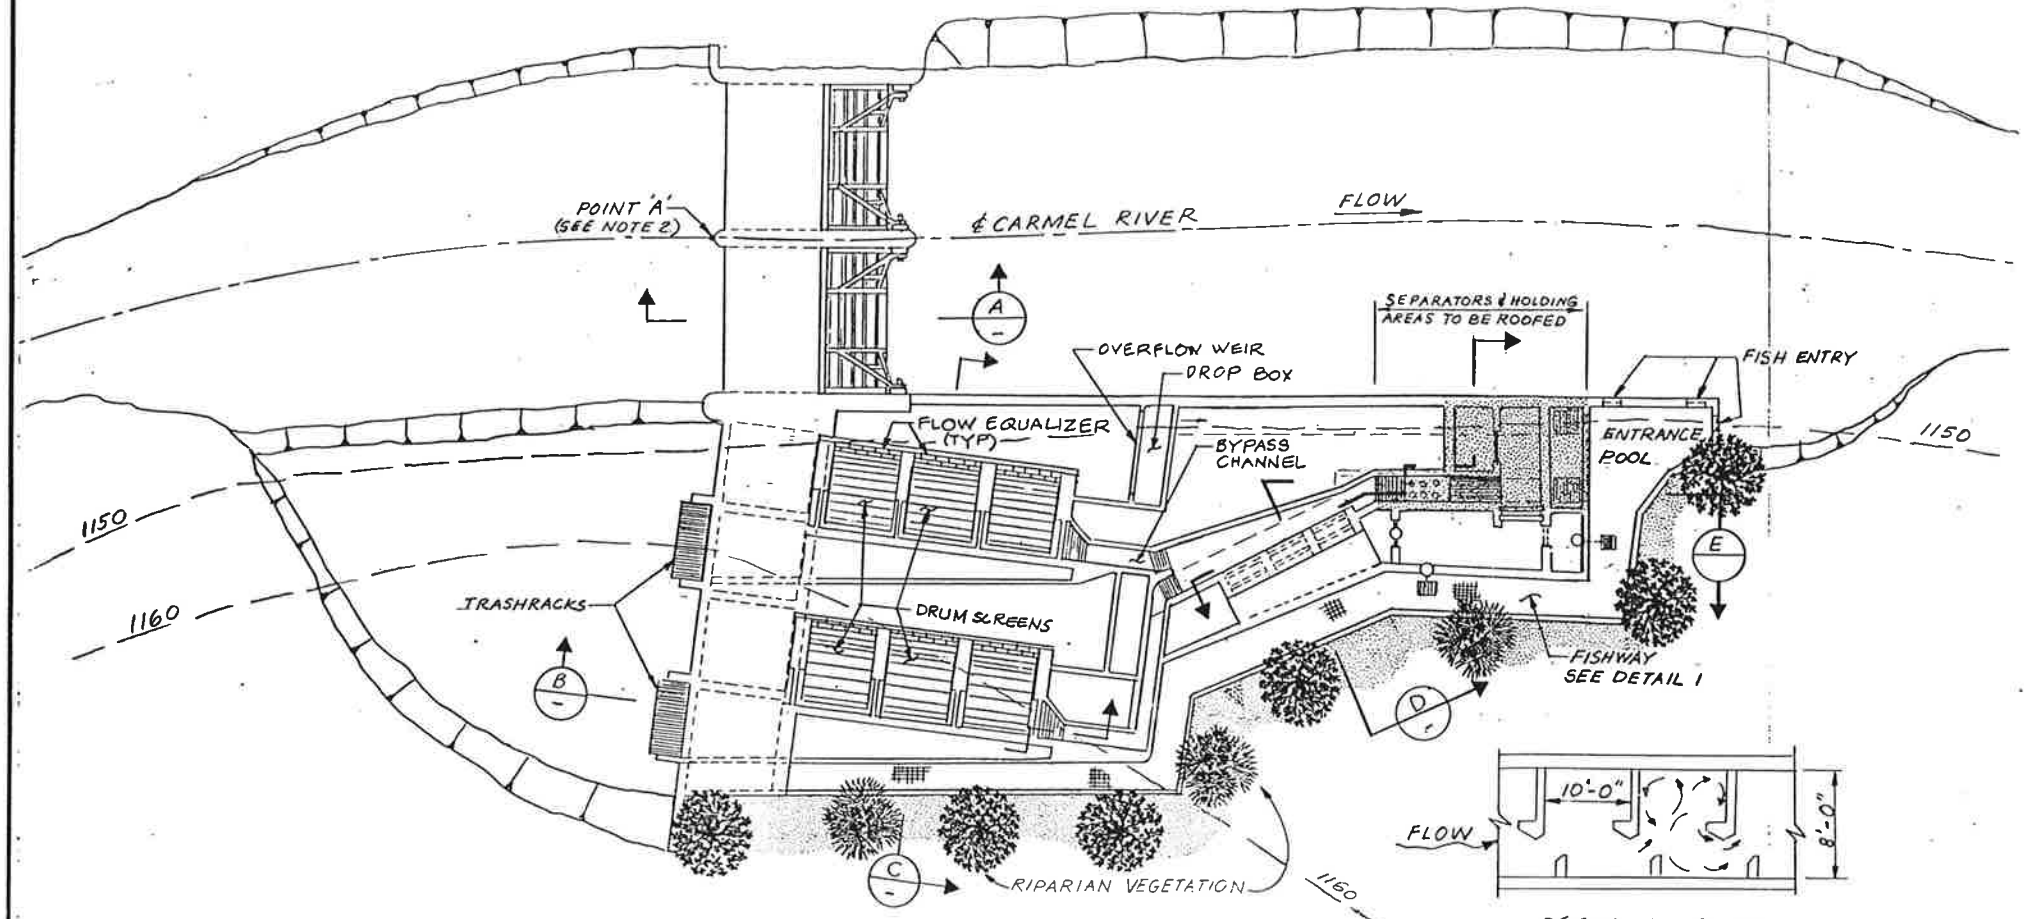 POINT 'A'
(SEE NOTE 2)
₵ CARMEL RIVER
FLOW
A
-
SEPARATORS & HOLDING
AREAS TO BE ROOFED
OVERFLOW WEIR
DROP BOX
FISH ENTRY
FLOW EQUALIZER
(TYP)
BYPASS
CHANNEL
ENTRANCE
POOL
1150
1150
1160
TRASHRACKS
DRUM SCREENS
B
-
E
-
FISHWAY
SEE DETAIL 1
D
-
C
-
RIPARIAN VEGETATION
1160
FLOW
10'-0"
8'-0"